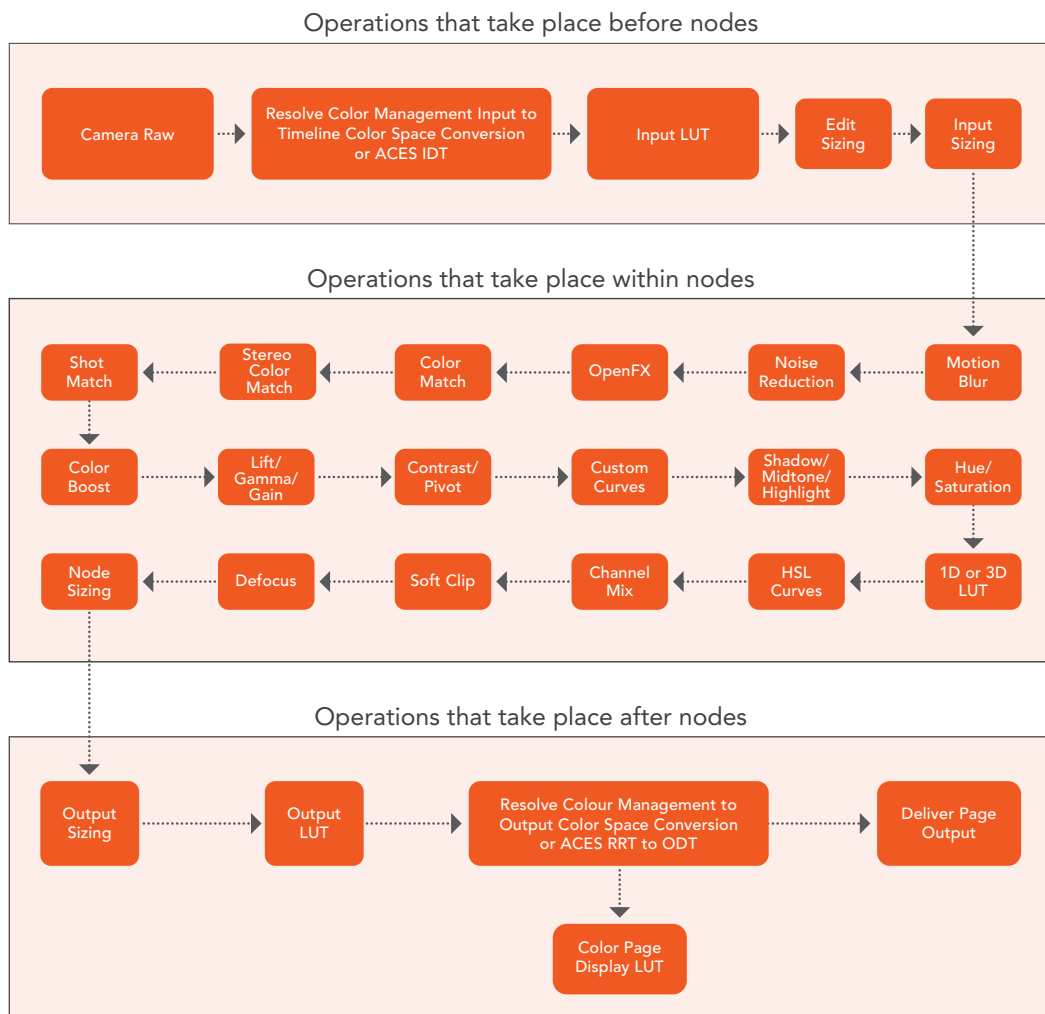 Operations that take place before nodes
Camera Raw
Resolve Color Management Input to
Timeline Color Space Conversion
or ACES IDT
Input LUT
Edit
Sizing
Input
Sizing
Operations that take place within nodes
Shot
Match
Stereo
Color
Match
Color
Match
OpenFX
Noise
Reduction
Motion
Blur
Color
Boost
Lift/
Gamma/
Gain
Contrast/
Pivot
Custom
Curves
Shadow/
Midtone/
Highlight
Hue/
Saturation
Node
Sizing
Defocus
Soft Clip
Channel
Mix
HSL
Curves
1D or 3D
LUT
Operations that take place after nodes
Output
Sizing
Output
LUT
Resolve Colour Management to
Output Color Space Conversion
or ACES RRT to ODT
Deliver Page
Output
Color Page
Display LUT